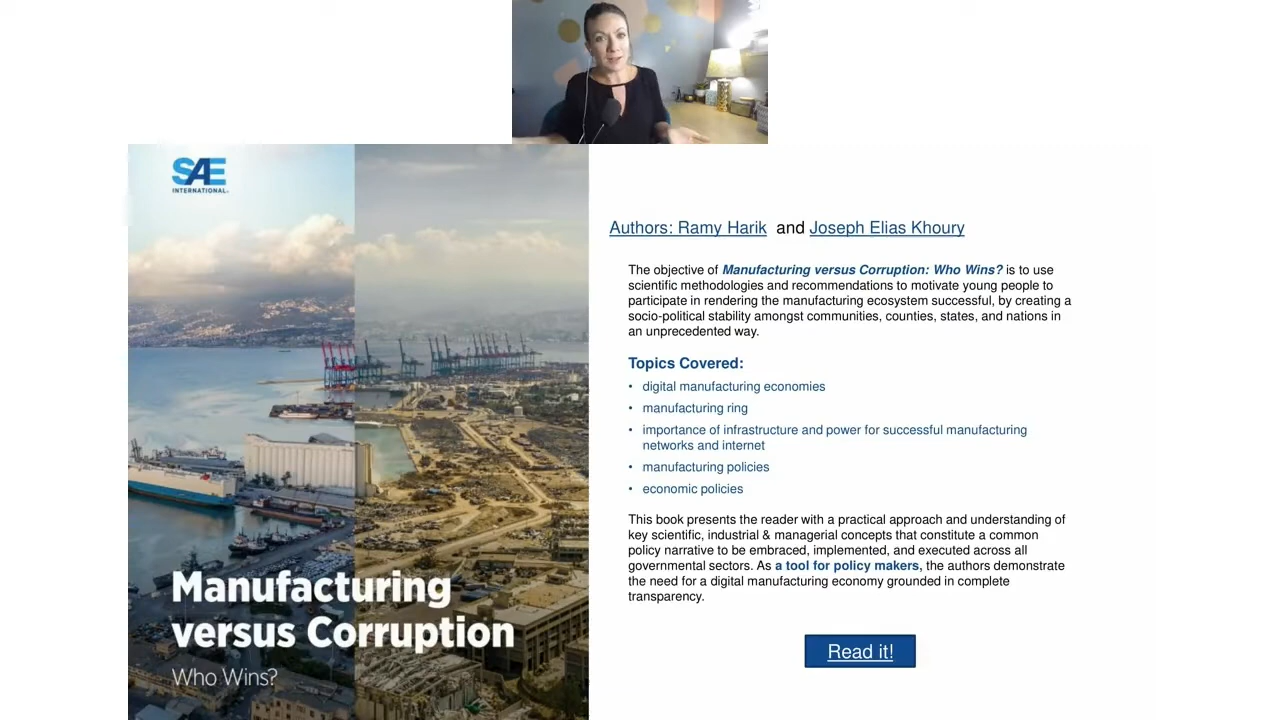 SAE
INTERNATIONAL®
Manufacturing
versus Corruption
Who Wins?
Authors: Ramy Harik and Joseph Elias Khoury
The objective of Manufacturing versus Corruption: Who Wins? is to use
scientific methodologies and recommendations to motivate young people to
participate in rendering the manufacturing ecosystem successful, by creating a
socio-political stability amongst communities, counties, states, and nations in
an unprecedented way.
Topics Covered:
• digital manufacturing economies
• manufacturing ring
• importance of infrastructure and power for successful manufacturing
networks and internet
• manufacturing policies
• economic policies
This book presents the reader with a practical approach and understanding of
key scientific, industrial & managerial concepts that constitute a common
policy narrative to be embraced, implemented, and executed across all
governmental sectors. As a tool for policy makers, the authors demonstrate
the need for a digital manufacturing economy grounded in complete
transparency.
Read it!